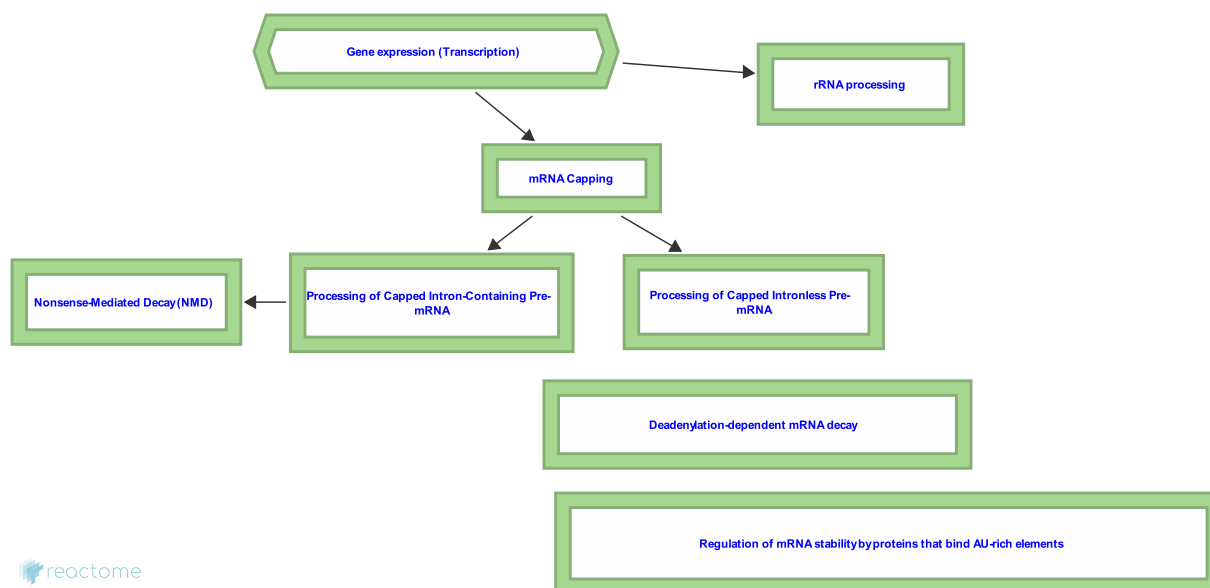 Gene expression (Transcription)
rRNA processing
mRNA Capping
Nonsense-Mediated Decay (NMD)
Processing of Capped Intron-Containing Pre-
mRNA
Processing of Capped Intronless Pre-
mRNA
Deadenylation-dependent mRNA decay
Regulation of mRNA stability by proteins that bind AU-rich elements
reactome